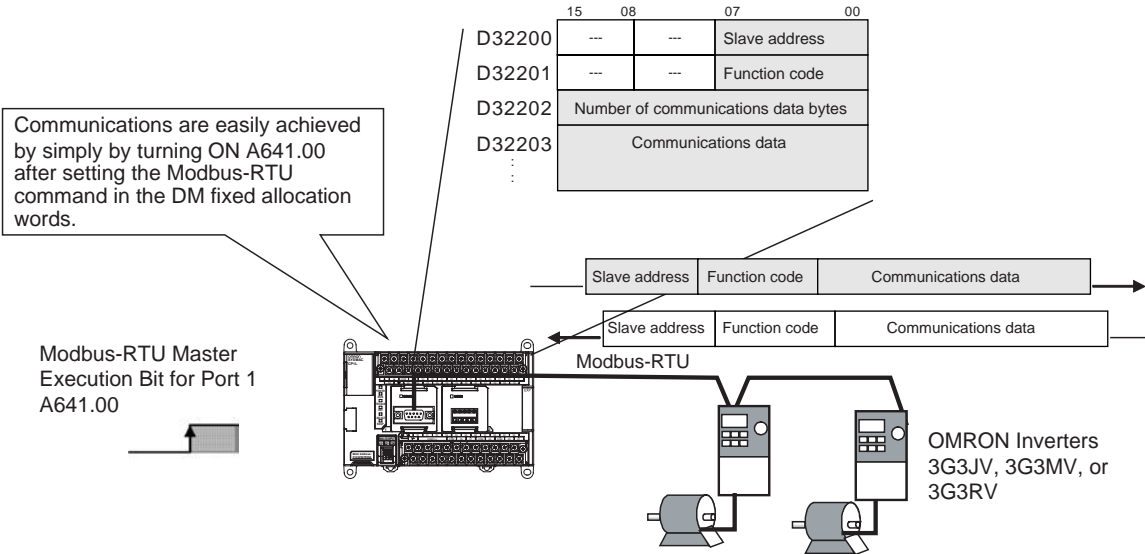 15 08 07 00
D32200 --- --- Slave address
D32201 --- --- Function code
D32202 Number of communications data bytes
D32203 Communications data
:
:
Communications are easily achieved
by simply by turning ON A641.00
after setting the Modbus-RTU
command in the DM fixed allocation
words.
Slave address Function code Communications data
Slave address Function code Communications data
Modbus-RTU
Modbus-RTU Master
Execution Bit for Port 1
A641.00
OMRON Inverters
3G3JV, 3G3MV, or
3G3RV